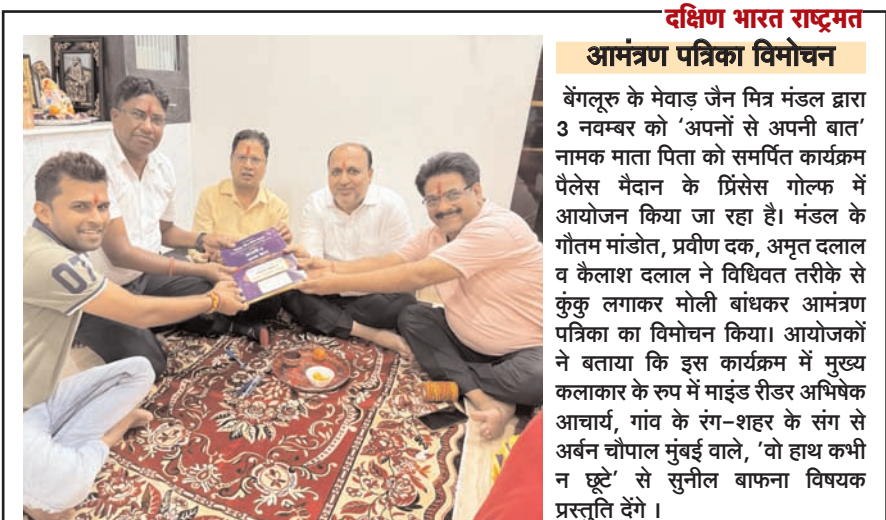 दक्षिण भारत राष्ट्रमत
आमंत्रण पत्रिका विमोचन
बेंगलूरु के मेवाड़ जैन मित्र मंडल द्वारा
3 नवम्बर को ‘अपनों से अपनी बात’
नामक माता पिता को समर्पित कार्यक्रम
पैलेस मैदान के प्रिंसेस गोल्फ में
आयोजन किया जा रहा है। मंडल के
गौतम मांडोत, प्रवीण दक, अमृत दलाल
व कैलाश दलाल ने विधिवत तरीके से
कुंकु लगाकर मोली बांधकर आमंत्रण
पत्रिका का विमोचन किया। आयोजकों
ने बताया कि इस कार्यक्रम में मुख्य
कलाकार के रुप में माइंड रीडर अभिषेक
आचार्य, गांव के रंग-शहर के संग से
अर्बन चौपाल मुंबई वाले, ’वो हाथ कभी
न छूटे’ से सुनील बाफना विषयक
प्रस्तुति देंगे ।